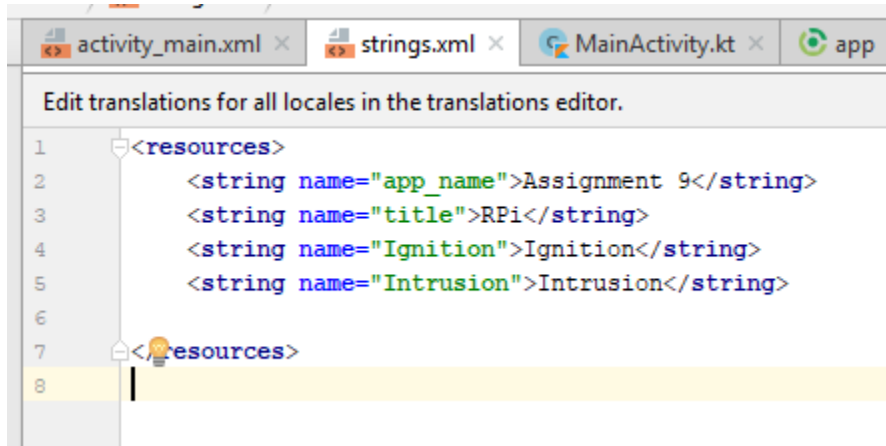 activity_main.xml × strings.xml × MainActivity.kt × app
Edit translations for all locales in the translations editor.
1 <resources>
2 <string name="app_name">Assignment 9</string>
3 <string name="title">RPi</string>
4 <string name="Ignition">Ignition</string>
5 <string name="Intrusion">Intrusion</string>
6
7 </resources>
8